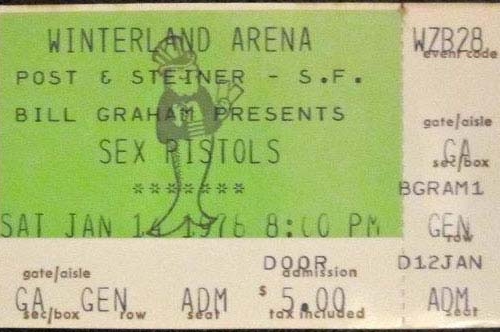 WINTERLAND ARENA
POST & STEINER - S.F.
BILL GRAHAM PRESENTS
SEX PISTOLS
*******
SAT JAN 14 1978 8:00 PM
DOOR
gate/aisle
admission
GA GEN ADM $ 5.00
sec/box row seat tax included
WZB28
event code
gate/aisle
GA
sec/box
BGRAM1
GEN
row
D12JAN
ADM
seat